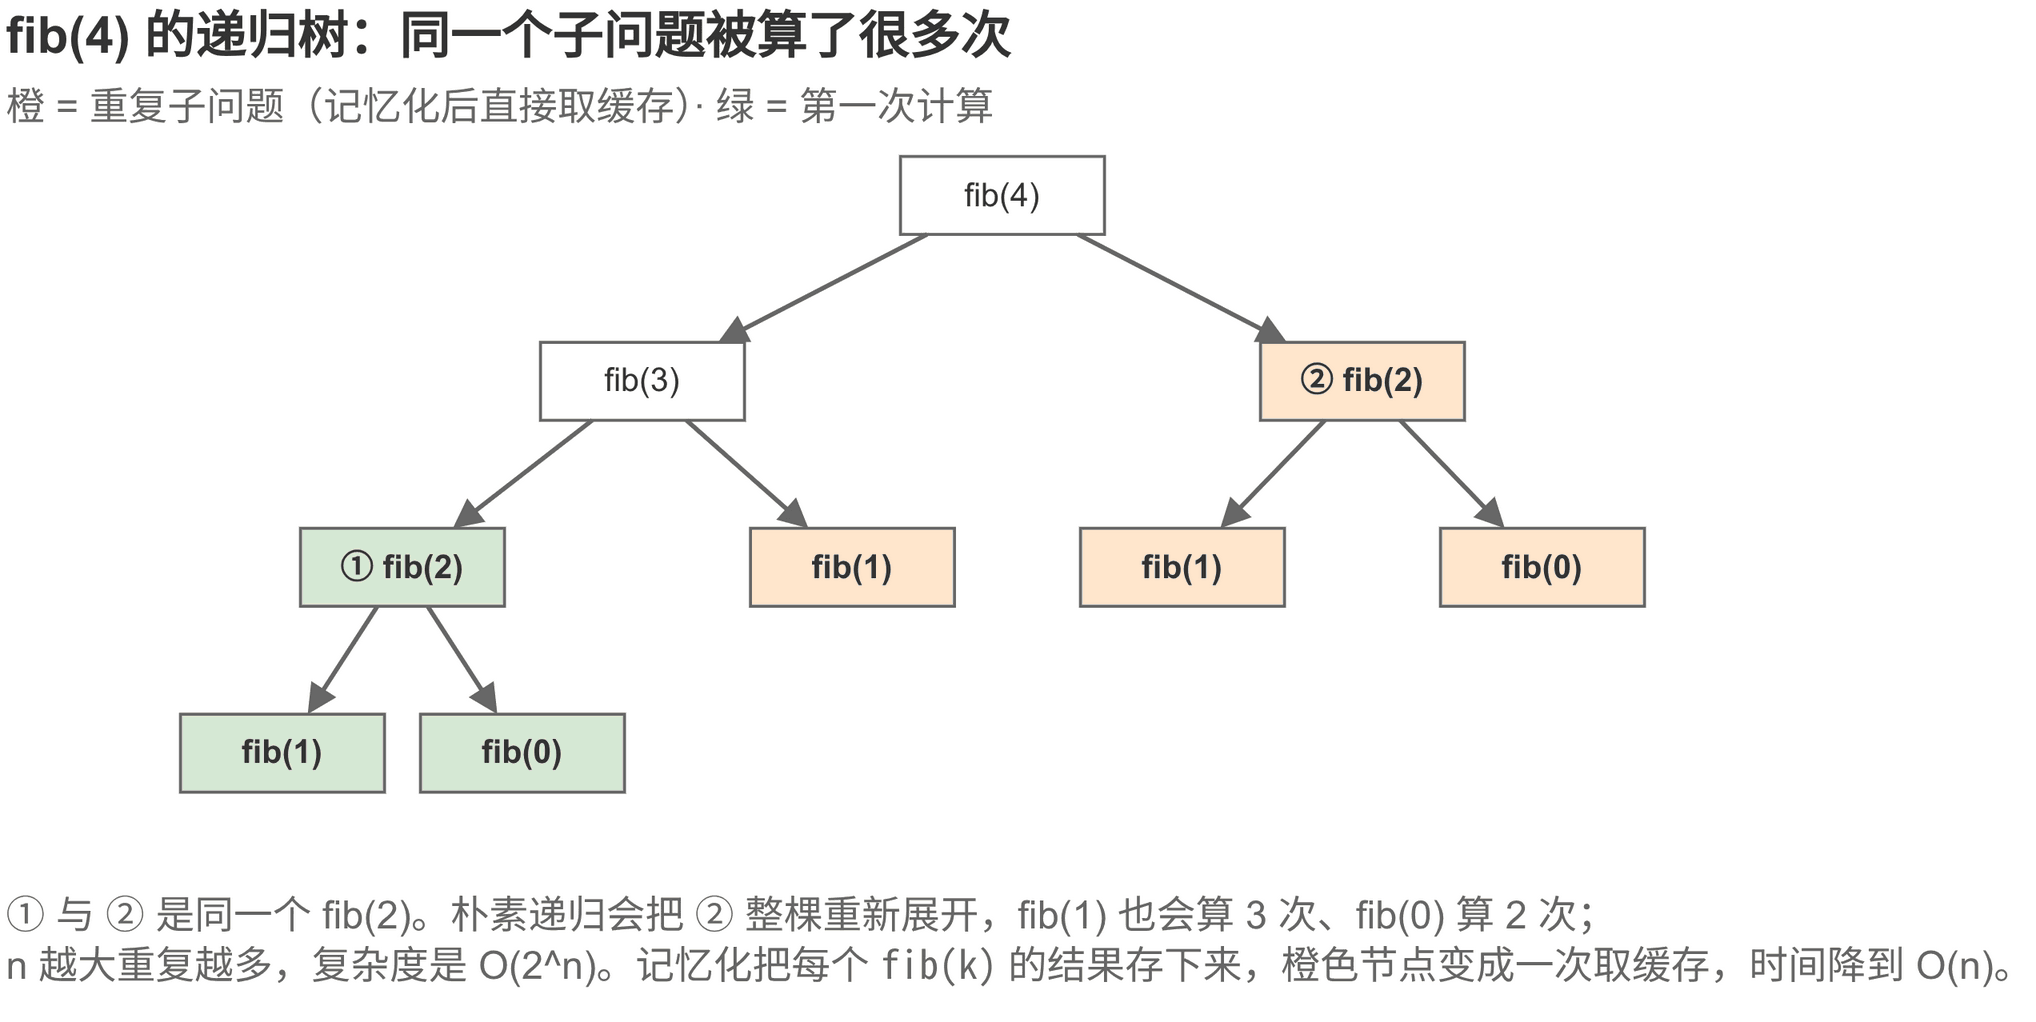 fib(4) 的递归树：同一个子问题被算了很多次
橙 = 重复子问题（记忆化后直接取缓存）· 绿 = 第一次计算
fib(4)
fib(3)
② fib(2)
① fib(2)
fib(1)
fib(1)
fib(0)
fib(1)
fib(0)
① 与 ② 是同一个 fib(2)。朴素递归会把 ② 整棵重新展开，fib(1) 也会算 3 次、fib(0) 算 2 次；
n 越大重复越多，复杂度是 O(2^n)。记忆化把每个 fib(k) 的结果存下来，橙色节点变成一次取缓存，时间降到 O(n)。